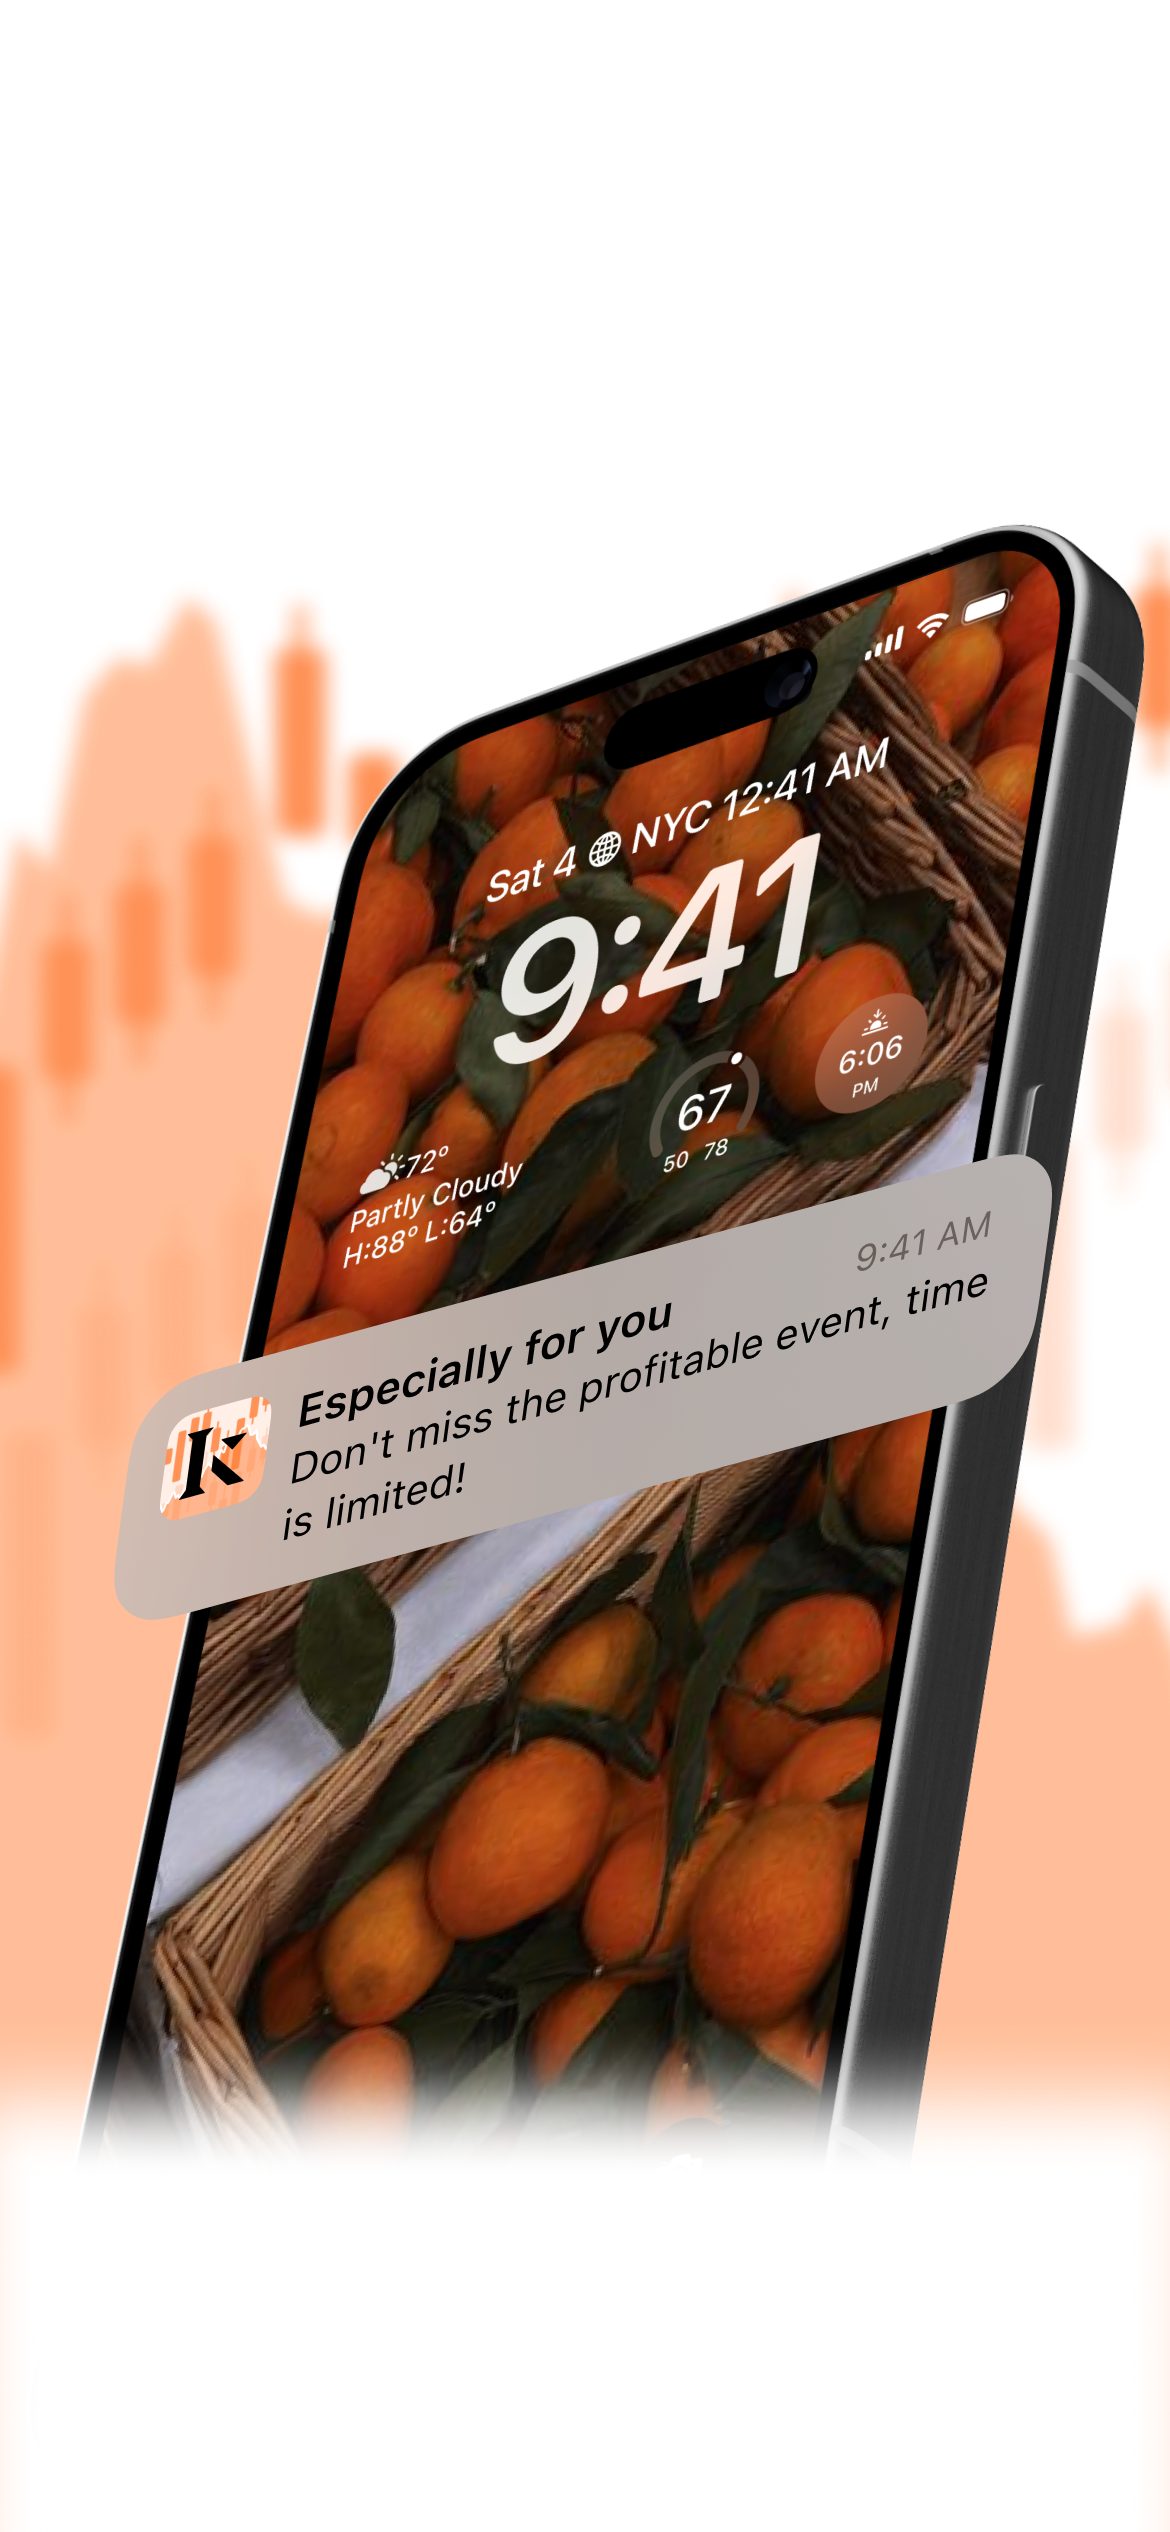 Sat 4 NYC 12:41 AM
9:41
72°
Partly Cloudy
H:88° L:64°
67
50 78
6:06
PM
9:41 AM
Especially for you
Don't miss the profitable event, time
is limited!
K